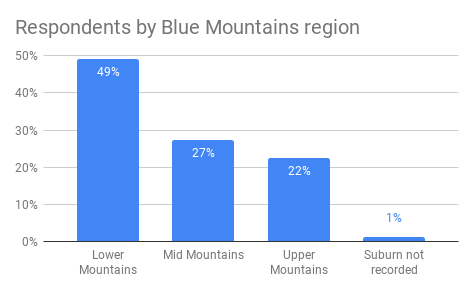 Respondents by Blue Mountains region
50%
40%
30%
20%
10%
0%
49%
27%
22%
1%
Lower
Mountains
Mid Mountains
Upper
Mountains
Suburn not
recorded